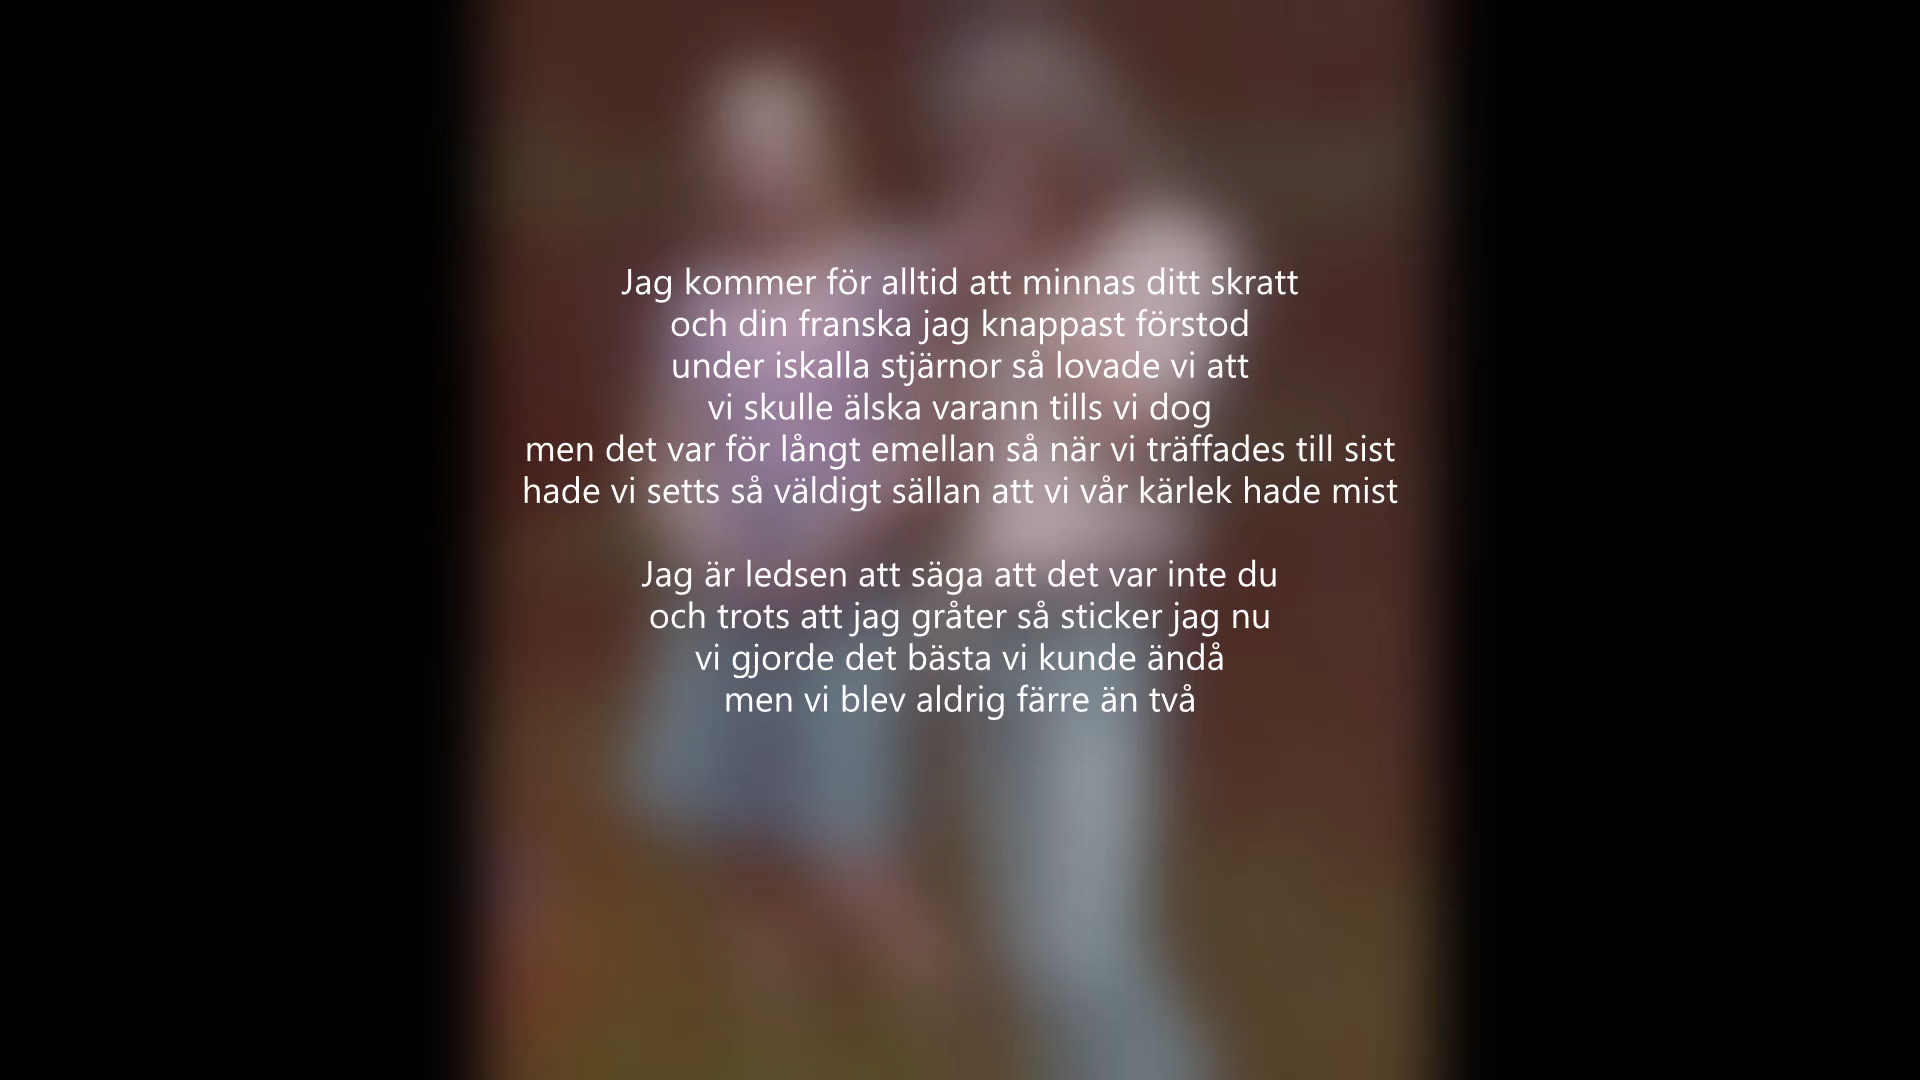 Jag kommer för alltid att minnas ditt skratt
och din franska jag knappast förstod
under iskalla stjärnor så lovade vi att
vi skulle älska varann tills vi dog
men det var för långt emellan så när vi träffades till sist
hade vi setts så väldigt sällan att vi vår kärlek hade mist
Jag är ledsen att säga att det var inte du
och trots att jag gråter så sticker jag nu
vi gjorde det bästa vi kunde ändå
men vi blev aldrig färre än två